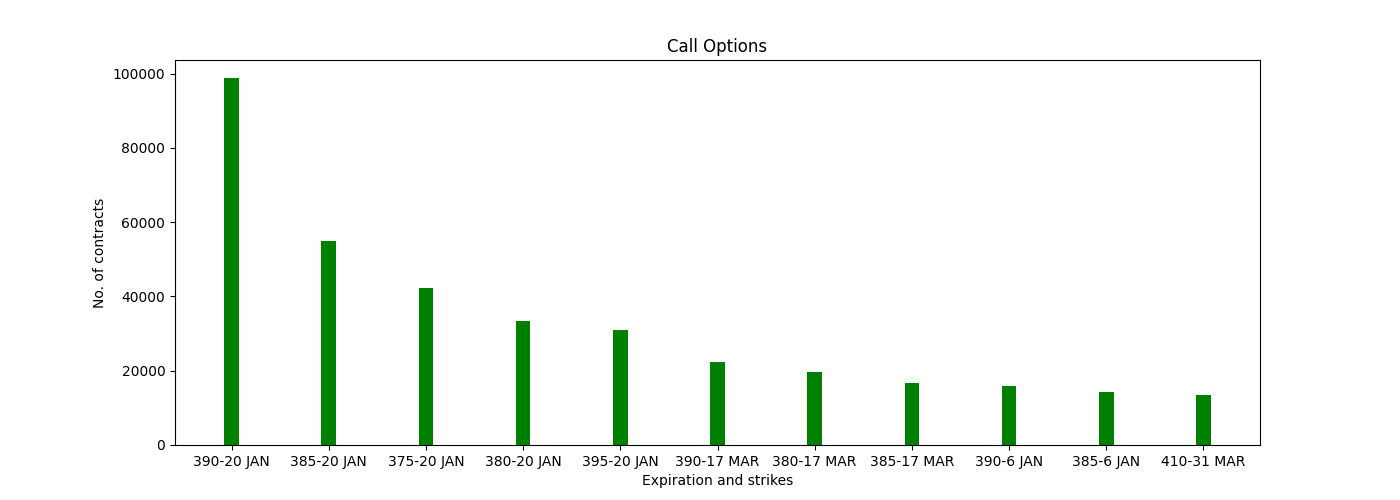 Call Options
100000
80000
60000
40000
20000
0
No. of contracts
390-20 JAN 385-20 JAN 375-20 JAN 380-20 JAN 395-20 JAN 390-17 MAR 380-17 MAR 385-17 MAR 390-6 JAN 385-6 JAN 410-31 MAR
Expiration and strikes